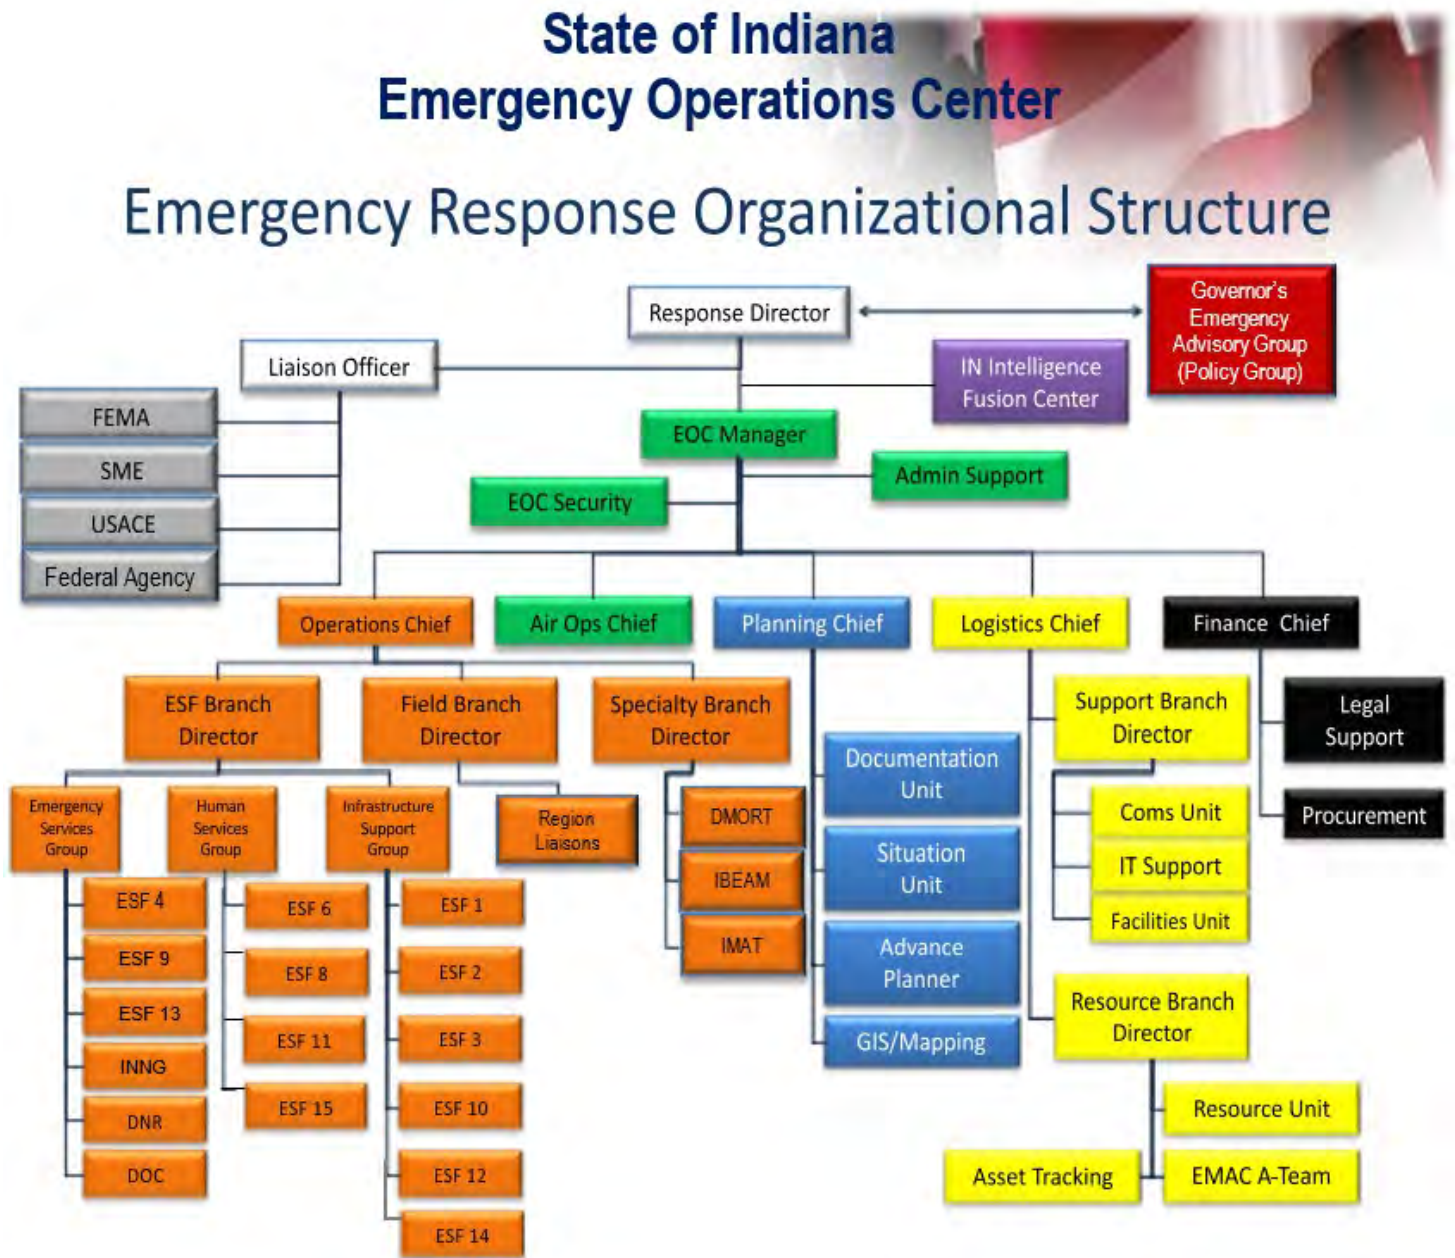 State of Indiana
Emergency Operations Center
Emergency Response Organizational Structure
Response Director
Governor's
Emergency
Advisory Group
(Policy Group)
Liaison Officer
IN Intelligence
Fusion Center
FEMA
SME
USACE
Federal Agency
EOC Manager
Admin Support
EOC Security
Operations Chief
Air Ops Chief
Planning Chief
Logistics Chief
Finance Chief
ESF Branch
Director
Field Branch
Director
Specialty Branch
Director
Emergency
Services
Group
Human
Services
Group
Infrastructure
Support
Group
Region
Liaisons
DMORT
IBEAM
IMAT
ESF 4
ESF 9
ESF 13
INNG
DNR
DOC
ESF 6
ESF 8
ESF 11
ESF 15
ESF 1
ESF 2
ESF 3
ESF 10
ESF 12
ESF 14
Documentation
Unit
Situation
Unit
Advance
Planner
GIS/Mapping
Support Branch
Director
Coms Unit
IT Support
Facilities Unit
Resource Branch
Director
Resource Unit
Asset Tracking
EMAC A-Team
Legal
Support
Procurement